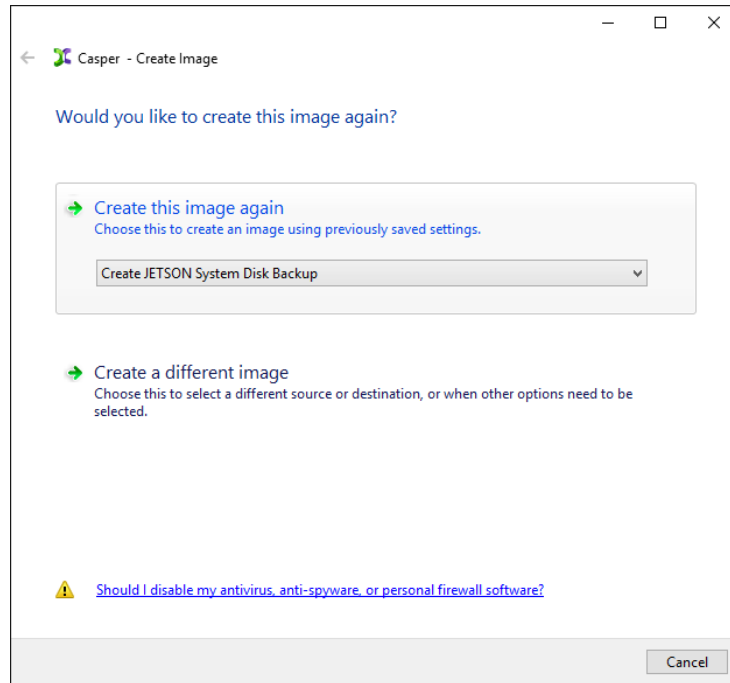 Casper - Create Image
Would you like to create this image again?
Create this image again
Choose this to create an image using previously saved settings.
Create JETSON System Disk Backup
Create a different image
Choose this to select a different source or destination, or when other options need to be
selected.
Should I disable my antivirus, anti-spyware, or personal firewall software?
Cancel